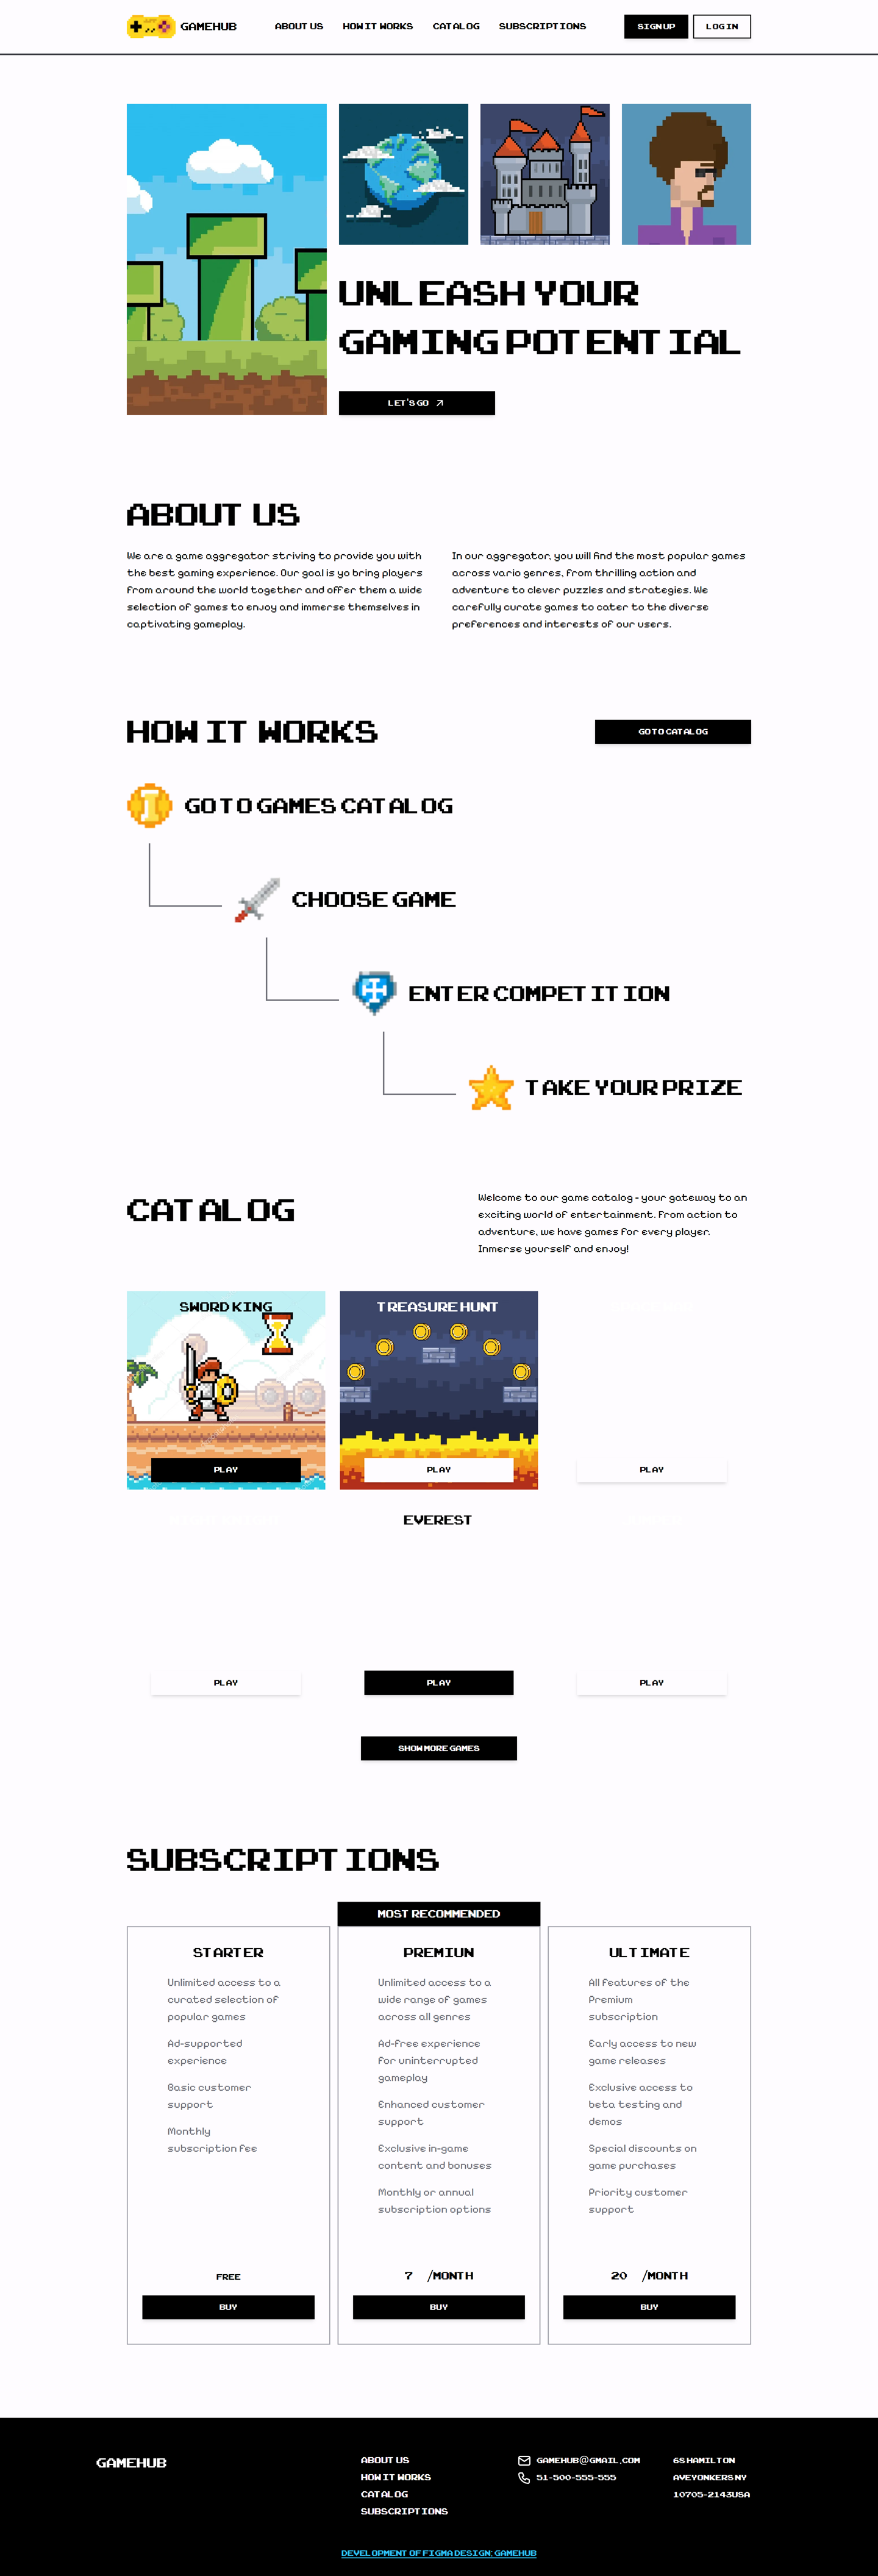 GAMEHUB
ABOUT US
HOW IT WORKS
CATALOG
SUBSCRIPTIONS
SIGN UP
LOG IN
UNLEASH YOUR
GAMING POTENTIAL
LET'S GO
ABOUT US
We are a game aggregator striving to provide you with
the best gaming experience. Our goal is yo bring players
from around the world together and offer them a wide
selection of games to enjoy and immerse themselves in
captivating gameplay.
In our aggregator, you will find the most popular games
across vario genres, from thrilling action and
adventure to clever puzzles and strategies. We
carefully curate games to cater to the diverse
preferences and interests of our users.
HOW IT WORKS
GO TO CATALOG
GO TO GAMES CATALOG
CHOOSE GAME
ENTER COMPETITION
TAKE YOUR PRIZE
CATALOG
Welcome to our game catalog - your gateway to an
exciting world of entertainment. From action to
adventure, we have games for every player.
Inmerse yourself and enjoy!
SWORD KING
PLAY
TREASURE HUNT
PLAY
PLAY
EVEREST
PLAY
PLAY
PLAY
SHOW MORE GAMES
SUBSCRIPTIONS
MOST RECOMMENDED
STARTER
Unlimited access to a
curated selection of
popular games
Ad-supported
experience
Basic customer
support
Monthly
subscription fee
FREE
BUY
PREMIUN
Unlimited access to a
wide range of games
across all genres
Ad-free experience
for uninterrupted
gameplay
Enhanced customer
support
Exclusive in-game
content and bonuses
Monthly or annual
subscription options
7 /MONTH
BUY
ULTIMATE
All features of the
Premium
subscription
Early access to new
game releases
Exclusive access to
beta testing and
demos
Special discounts on
game purchases
Priority customer
support
20 /MONTH
BUY
GAMEHUB
ABOUT US
HOW IT WORKS
CATALOG
SUBSCRIPTIONS
GAMEHUB@GMAIL.COM
51-500-555-555
68 HAMILTON
AVEYONKERS NY
10705-2143USA
DEVELOPMENT OF FIGMA DESIGN: GAMEHUB